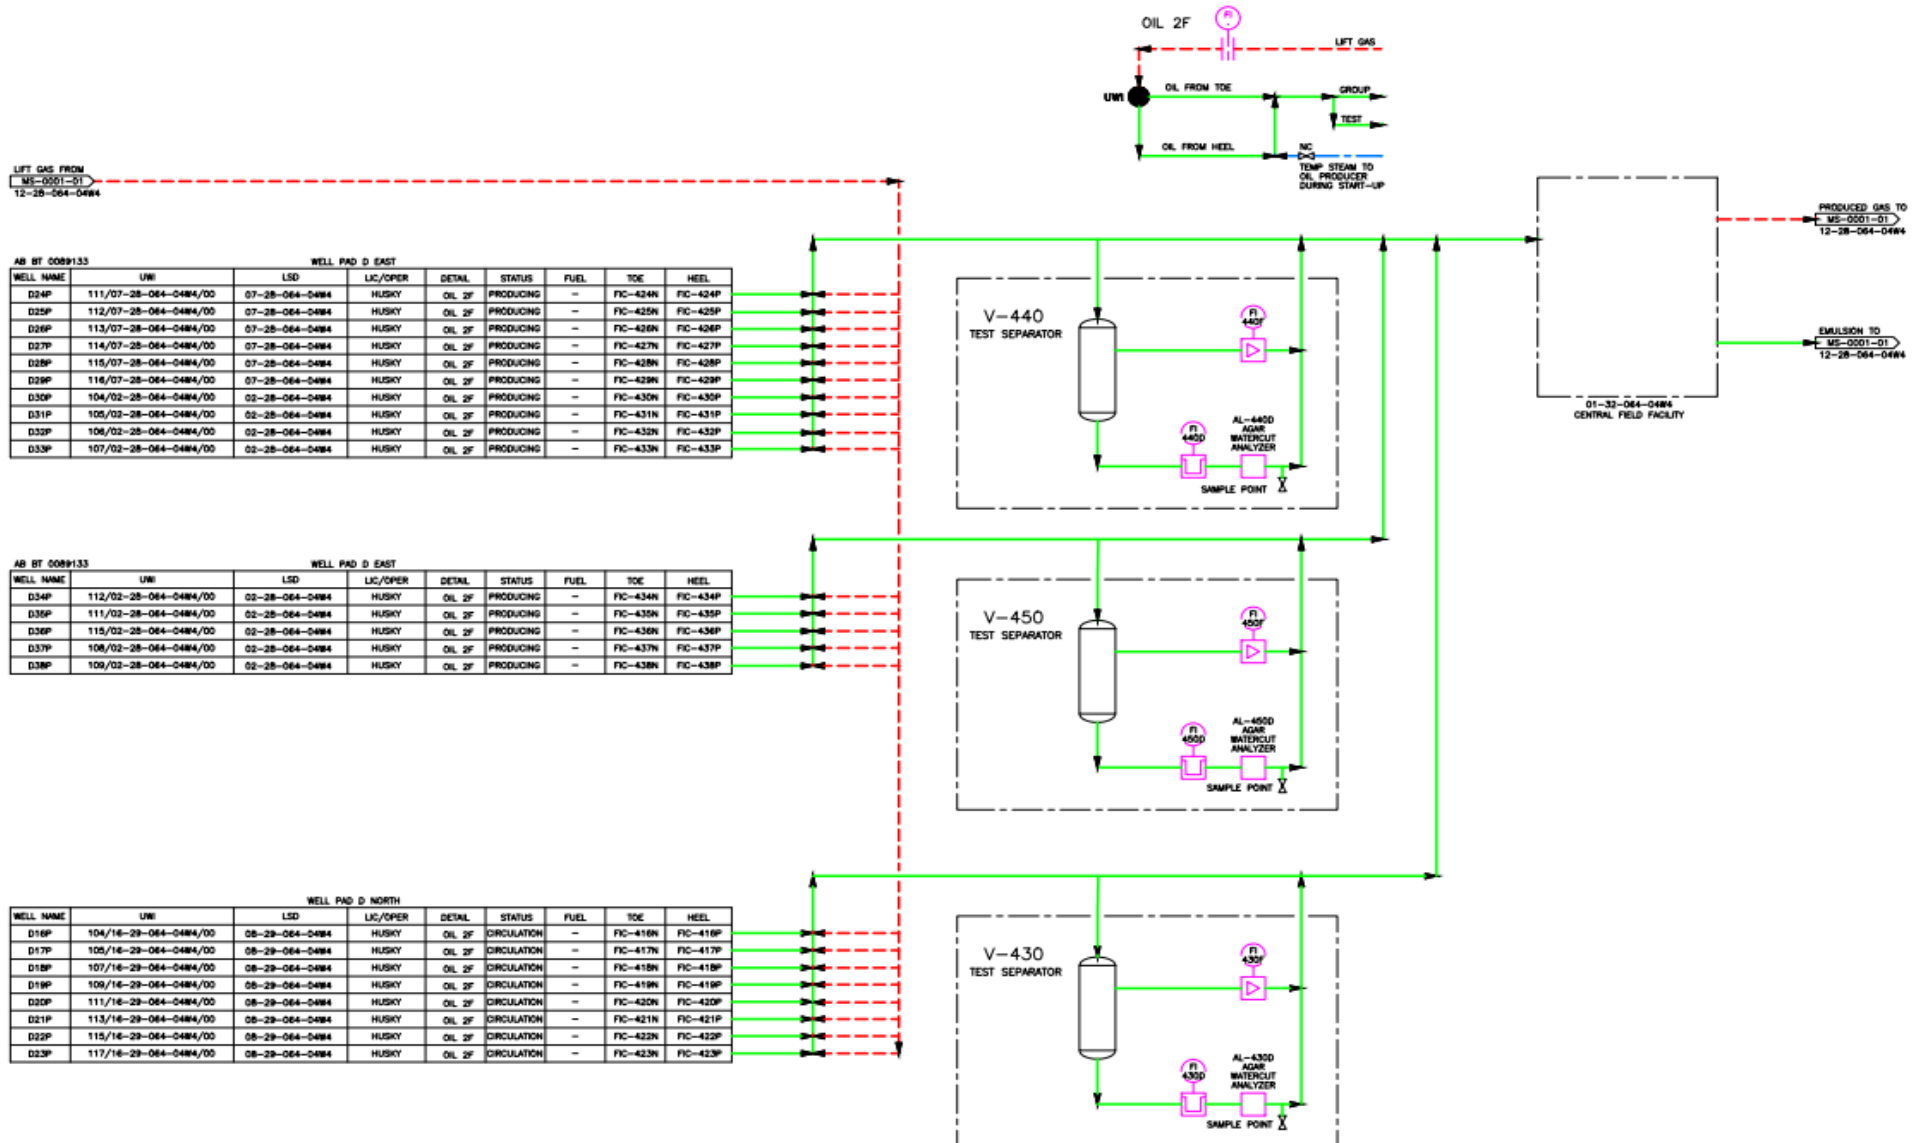 OIL 2F
FI
LIFT GAS
UWI
OIL FROM TOE
GROUP
TEST
OIL FROM HEEL
NC
TEMP STEAM TO
OIL PRODUCER
DURING START-UP
LIFT GAS FROM
MS-0001-01
12-28-064-04W4
PRODUCED GAS TO
MS-0001-01
12-28-064-04W4
EMULSION TO
MS-0001-01
12-28-064-04W4
01-32-064-04W4
CENTRAL FIELD FACILITY
AB BT 0089133 WELL PAD D EAST
WELL NAME UWI LSD LIC/OPER DETAIL STATUS FUEL TOE HEEL
D24P 111/07-28-064-04W4/00 07-28-064-04W4 HUSKY OIL 2F PRODUCING - FIC-424N FIC-424P
D25P 112/07-28-064-04W4/00 07-28-064-04W4 HUSKY OIL 2F PRODUCING - FIC-425N FIC-425P
D26P 113/07-28-064-04W4/00 07-28-064-04W4 HUSKY OIL 2F PRODUCING - FIC-426N FIC-426P
D27P 114/07-28-064-04W4/00 07-28-064-04W4 HUSKY OIL 2F PRODUCING - FIC-427N FIC-427P
D28P 115/07-28-064-04W4/00 07-28-064-04W4 HUSKY OIL 2F PRODUCING - FIC-428N FIC-428P
D29P 116/07-28-064-04W4/00 07-28-064-04W4 HUSKY OIL 2F PRODUCING - FIC-429N FIC-429P
D30P 104/02-28-064-04W4/00 02-28-064-04W4 HUSKY OIL 2F PRODUCING - FIC-430N FIC-430P
D31P 105/02-28-064-04W4/00 02-28-064-04W4 HUSKY OIL 2F PRODUCING - FIC-431N FIC-431P
D32P 106/02-28-064-04W4/00 02-28-064-04W4 HUSKY OIL 2F PRODUCING - FIC-432N FIC-432P
D33P 107/02-28-064-04W4/00 02-28-064-04W4 HUSKY OIL 2F PRODUCING - FIC-433N FIC-433P
V-440
TEST SEPARATOR
FI
440F
FI
440D
AL-440D
AGAR
WATERCUT
ANALYZER
SAMPLE POINT
AB BT 0089133 WELL PAD D EAST
WELL NAME UWI LSD LIC/OPER DETAIL STATUS FUEL TOE HEEL
D34P 112/02-28-064-04W4/00 02-28-064-04W4 HUSKY OIL 2F PRODUCING - FIC-434N FIC-434P
D35P 111/02-28-064-04W4/00 02-28-064-04W4 HUSKY OIL 2F PRODUCING - FIC-435N FIC-435P
D36P 115/02-28-064-04W4/00 02-28-064-04W4 HUSKY OIL 2F PRODUCING - FIC-436N FIC-436P
D37P 108/02-28-064-04W4/00 02-28-064-04W4 HUSKY OIL 2F PRODUCING - FIC-437N FIC-437P
D38P 109/02-28-064-04W4/00 02-28-064-04W4 HUSKY OIL 2F PRODUCING - FIC-438N FIC-438P
V-450
TEST SEPARATOR
FI
450F
FI
450D
AL-450D
AGAR
WATERCUT
ANALYZER
SAMPLE POINT
WELL PAD D NORTH
WELL NAME UWI LSD LIC/OPER DETAIL STATUS FUEL TOE HEEL
D16P 104/16-29-064-04W4/00 08-29-064-04W4 HUSKY OIL 2F CIRCULATION - FIC-416N FIC-416P
D17P 105/16-29-064-04W4/00 08-29-064-04W4 HUSKY OIL 2F CIRCULATION - FIC-417N FIC-417P
D18P 107/16-29-064-04W4/00 08-29-064-04W4 HUSKY OIL 2F CIRCULATION - FIC-418N FIC-418P
D19P 109/16-29-064-04W4/00 08-29-064-04W4 HUSKY OIL 2F CIRCULATION - FIC-419N FIC-419P
D20P 111/16-29-064-04W4/00 08-29-064-04W4 HUSKY OIL 2F CIRCULATION - FIC-420N FIC-420P
D21P 113/16-29-064-04W4/00 08-29-064-04W4 HUSKY OIL 2F CIRCULATION - FIC-421N FIC-421P
D22P 115/16-29-064-04W4/00 08-29-064-04W4 HUSKY OIL 2F CIRCULATION - FIC-422N FIC-422P
D23P 117/16-29-064-04W4/00 08-29-064-04W4 HUSKY OIL 2F CIRCULATION - FIC-423N FIC-423P
V-430
TEST SEPARATOR
FI
430F
FI
430D
AL-430D
AGAR
WATERCUT
ANALYZER
SAMPLE POINT